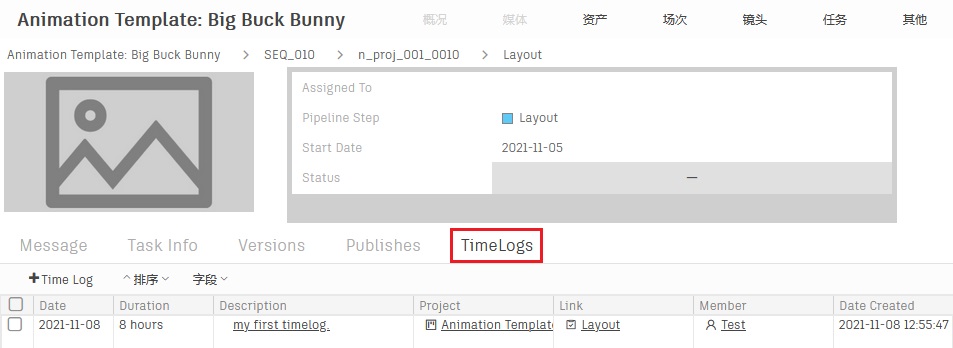 Animation Template: Big Buck Bunny 概况 媒体 资产 场次 镜头 任务 其他
Animation Template: Big Buck Bunny > SEQ_010 > n_proj_001_0010 > Layout
Assigned To
Pipeline Step Layout
Start Date 2021-11-05
Status —
Message Task Info Versions Publishes TimeLogs
+Time Log 排序 字段
Date Duration Description Project Link Member Date Created
2021-11-08 8 hours my first timelog. Animation Templat Layout Test 2021-11-08 12:55:47